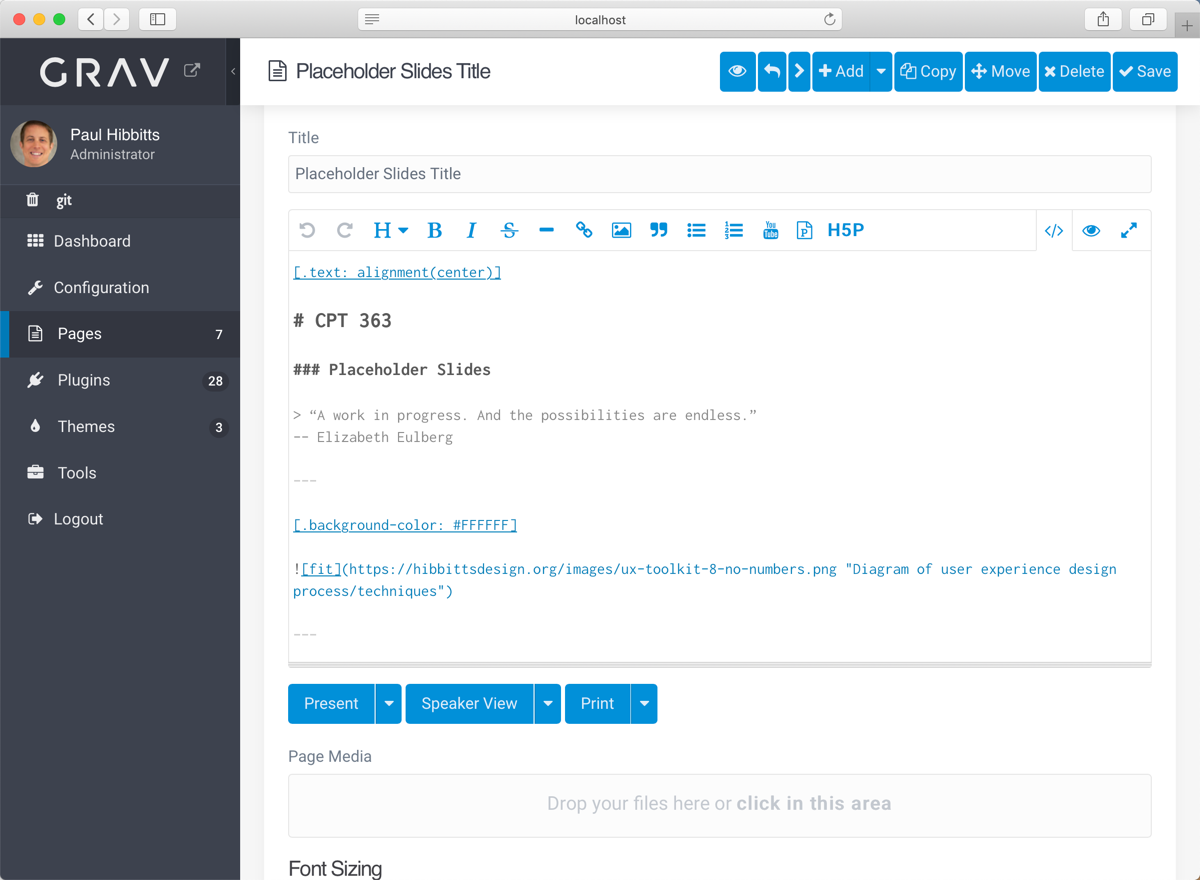 localhost
GRAV
Placeholder Slides Title
Add
Copy
Move
Delete
Save
Paul Hibbitts
Administrator
git
Dashboard
Configuration
Pages 7
Plugins 28
Themes 3
Tools
Logout
Title
Placeholder Slides Title
H B I S H5P </>
[.text: alignment(center)]
# CPT 363
### Placeholder Slides
> “A work in progress. And the possibilities are endless.”
-- Elizabeth Eulberg
---
[.background-color: #FFFFFF]
![fit](https://hibbittsdesign.org/images/ux-toolkit-8-no-numbers.png "Diagram of user experience design
process/techniques")
---
Present
Speaker View
Print
Page Media
Drop your files here or click in this area
Font Sizing